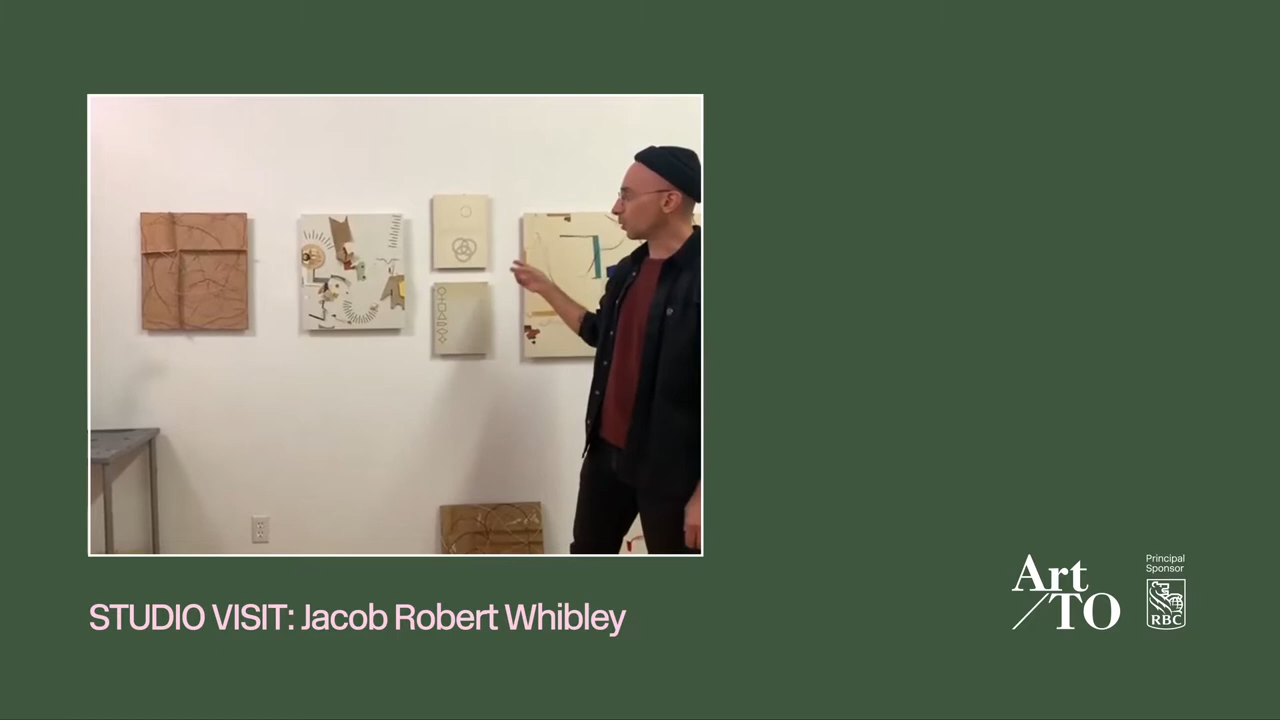 STUDIO VISIT: Jacob Robert Whibley
Art
/TO
Principal
Sponsor
RBC